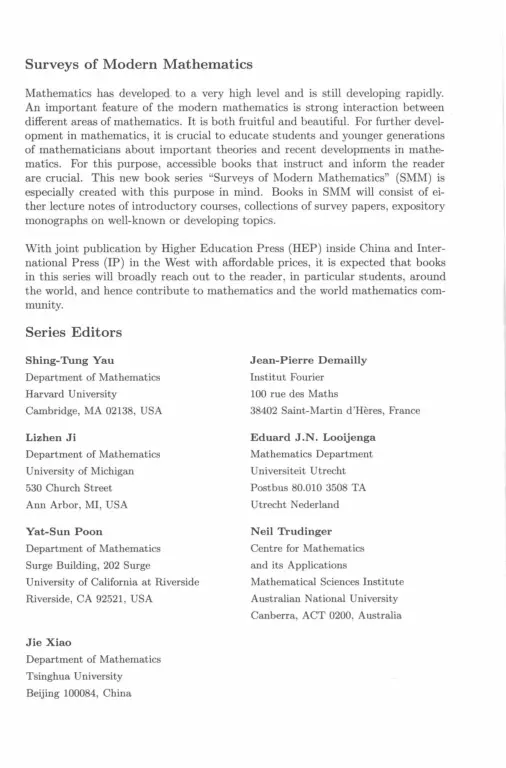 Surveys of Modern Mathematics
Mathematics has developed to a very high level and is still developing rapidly.
An important feature of the modern mathematics is strong interaction between
different areas of mathematics. It is both fruitful and beautiful. For further devel-
opment in mathematics, it is crucial to educate students and younger generations
of mathematicians about important theories and recent developments in mathe-
matics. For this purpose, accessible books that instruct and inform the reader
are crucial. This new book series “Surveys of Modern Mathematics” (SMM) is
especially created with this purpose in mind. Books in SMM will consist of ei-
ther lecture notes of introductory courses, collections of survey papers, expository
monographs on well-known or developing topics.
With joint publication by Higher Education Press (HEP) inside China and Inter-
national Press (IP) in the West with affordable prices, it is expected that books
in this series will broadly reach out to the reader, in particular students, around
the world, and hence contribute to mathematics and the world mathematics com-
munity.
Series Editors
Shing-Tung Yau
Department of Mathematics
Harvard University
Cambridge, MA 02138, USA
Lizhen Ji
Department of Mathematics
University of Michigan
530 Church Street
Ann Arbor, MI, USA
Yat-Sun Poon
Department of Mathematics
Surge Building, 202 Surge
University of California at Riverside
Riverside, CA 92521, USA
Jie Xiao
Department of Mathematics
Tsinghua University
Beijing 100084, China
Jean-Pierre Demailly
Institut Fourier
100 rue des Maths
38402 Saint-Martin d'Hères, France
Eduard J.N. Looijenga
Mathematics Department
Universiteit Utrecht
Postbus 80.010 3508 TA
Utrecht Nederland
Neil Trudinger
Centre for Mathematics
and its Applications
Mathematical Sciences Institute
Australian National University
Canberra, ACT 0200, Australia